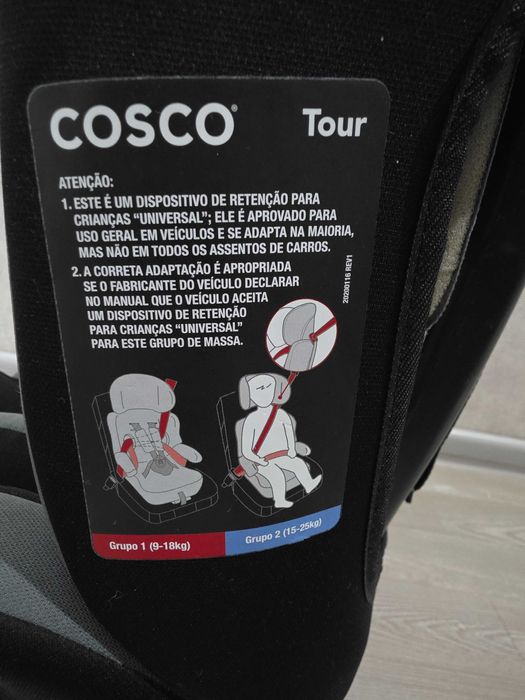 COSCO®
Tour
ATENÇÃO:
1. ESTE É UM DISPOSITIVO DE RETENÇÃO PARA
CRIANÇAS “UNIVERSAL”; ELE É APROVADO PARA
USO GERAL EM VEÍCULOS E SE ADAPTA NA MAIORIA,
MAS NÃO EM TODOS OS ASSENTOS DE CARROS.
2. A CORRETA ADAPTAÇÃO É APROPRIADA
SE O FABRICANTE DO VEÍCULO DECLARAR
NO MANUAL QUE O VEÍCULO ACEITA
UM DISPOSITIVO DE RETENÇÃO
PARA CRIANÇAS “UNIVERSAL”
PARA ESTE GRUPO DE MASSA.
20200116 REV1
Grupo 1 (9-18kg)
Grupo 2 (15-25kg)